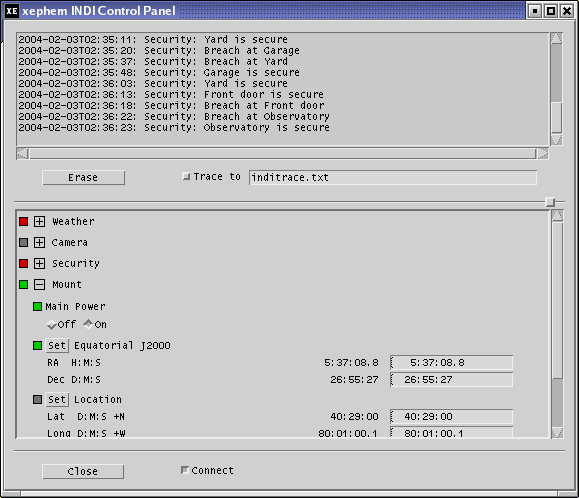 XE xephem INDI Control Panel
2004-02-03T02:35:11: Security: Yard is secure
2004-02-03T02:35:20: Security: Breach at Garage
2004-02-03T02:35:37: Security: Breach at Yard
2004-02-03T02:35:48: Security: Garage is secure
2004-02-03T02:36:03: Security: Yard is secure
2004-02-03T02:36:13: Security: Front door is secure
2004-02-03T02:36:18: Security: Breach at Front door
2004-02-03T02:36:22: Security: Breach at Observatory
2004-02-03T02:36:23: Security: Observatory is secure
Erase Trace to inditrace.txt
Weather
Camera
Security
Mount
Main Power
Off On
Set Equatorial J2000
RA H:M:S 5:37:08.8 5:37:08.8
Dec D:M:S 26:55:27 26:55:27
Set Location
Lat D:M:S +N 40:29:00 40:29:00
Long D:M:S +W 80:01:00.1 80:01:00.1
Close Connect